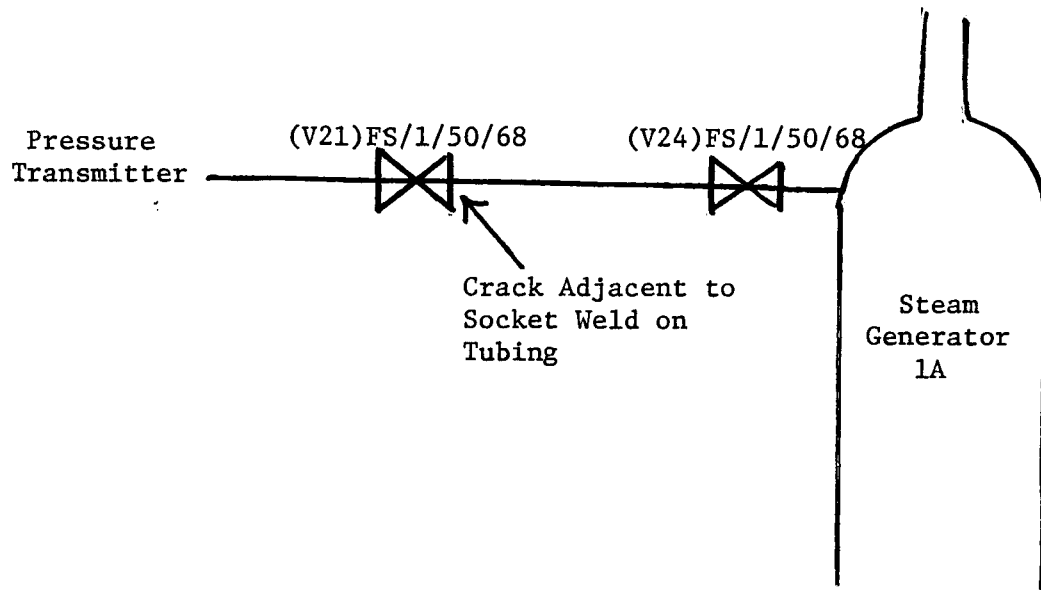 Pressure
Transmitter
(V21)FS/1/50/68
(V24)FS/1/50/68
Crack Adjacent to
Socket Weld on
Tubing
Steam
Generator
1A